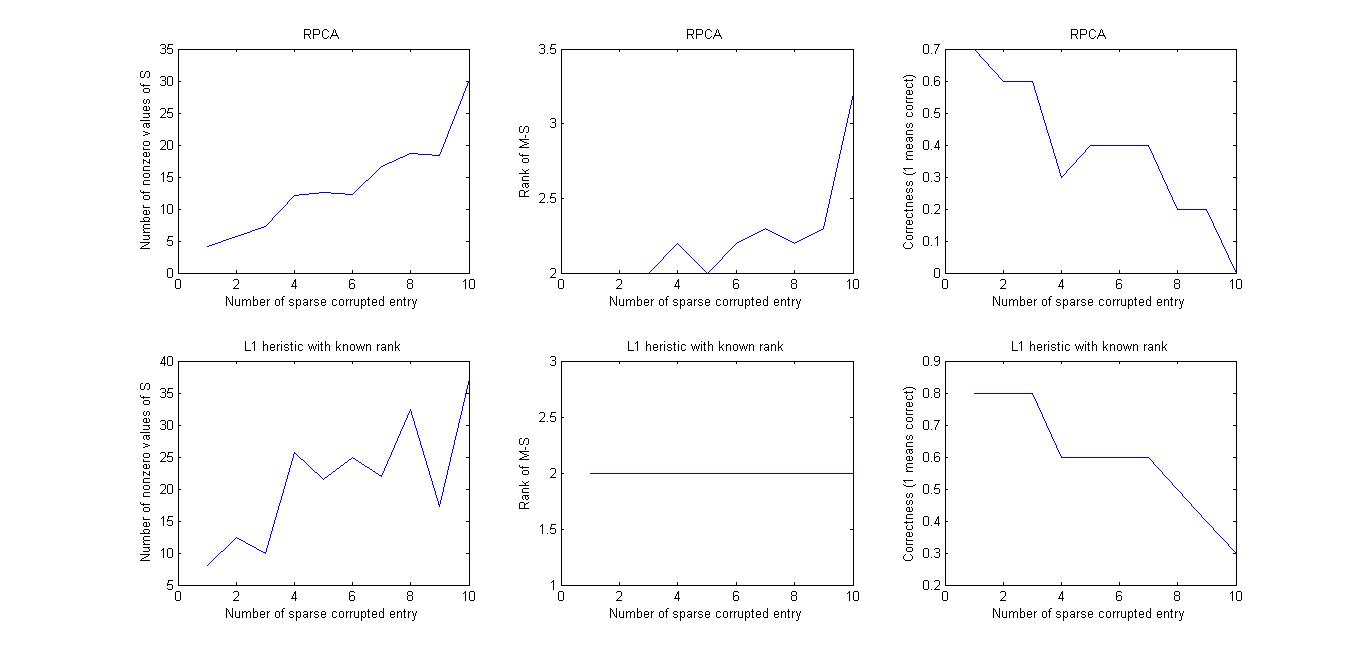 RPCA
Number of nonzero values of S
35
30
25
20
15
10
5
0
0 2 4 6 8 10
Number of sparse corrupted entry
RPCA
Rank of M-S
3.5
3
2.5
2
0 2 4 6 8 10
Number of sparse corrupted entry
RPCA
Correctness (1 means correct)
0.7
0.6
0.5
0.4
0.3
0.2
0.1
0
0 2 4 6 8 10
Number of sparse corrupted entry
L1 heristic with known rank
Number of nonzero values of S
40
35
30
25
20
15
10
5
0 2 4 6 8 10
Number of sparse corrupted entry
L1 heristic with known rank
Rank of M-S
3
2.5
2
1.5
1
0 2 4 6 8 10
Number of sparse corrupted entry
L1 heristic with known rank
Correctness (1 means correct)
0.9
0.8
0.7
0.6
0.5
0.4
0.3
0.2
0 2 4 6 8 10
Number of sparse corrupted entry